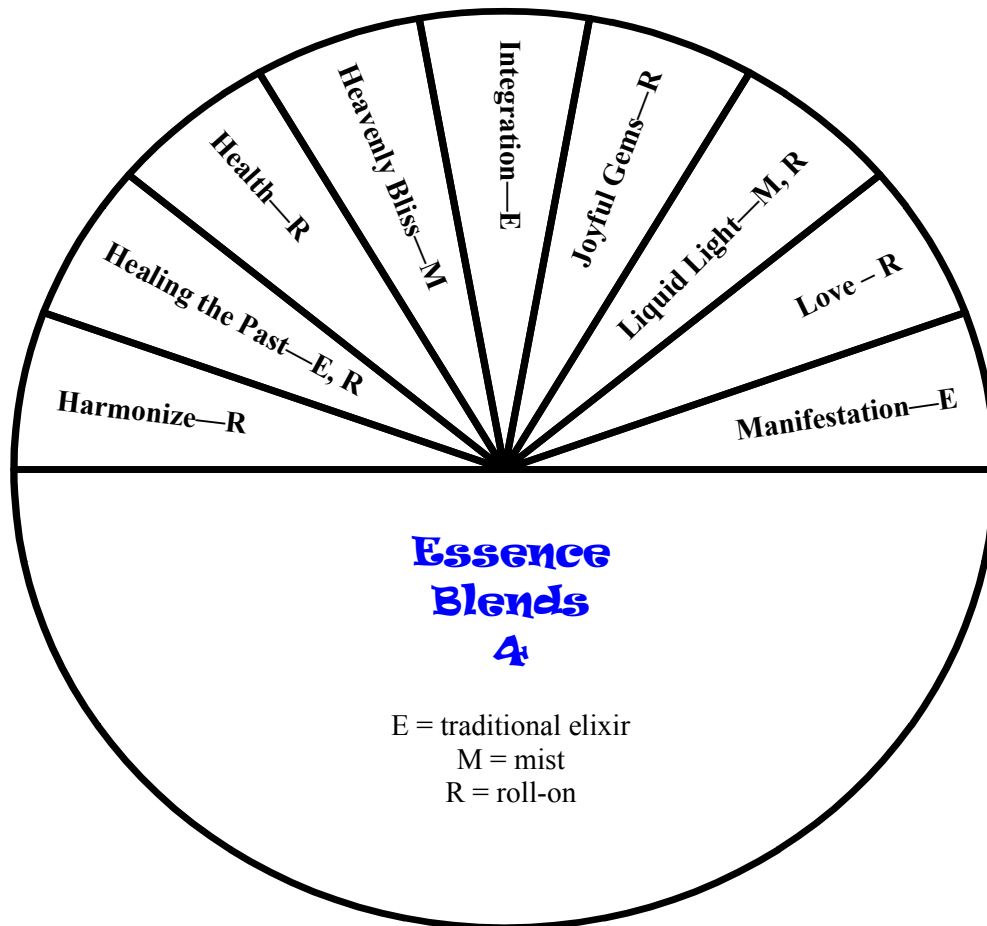 Harmonize—R
Healing the Past—E, R
Health—R
Heavenly Bliss—M
Integration—E
Joyful Gems—R
Liquid Light—M, R
Love – R
Manifestation—E
Essence
Blends
4
E = traditional elixir
M = mist
R = roll-on